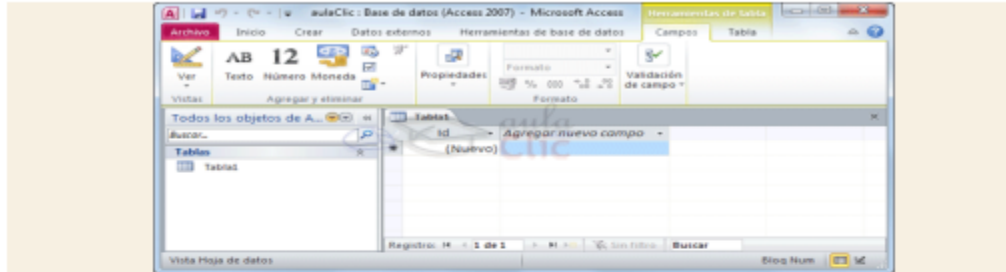 aulaClic : Base de datos (Access 2007) - Microsoft Access Herramientas de tabla
Archivo Inicio Crear Datos externos Herramientas de base de datos Campos Tabla
AB 12
Ver Texto Número Moneda Propiedades Formato Validación de campo
% 000
Vistas Agregar y eliminar Formato
Todos los objetos de A... Tabla1
Buscar... Id Agregar nuevo campo
Tablas (Nuevo)
Tabla1
aula
Clic
Registro: 1 de 1 Sin filtro Buscar
Vista Hoja de datos Bloq Num